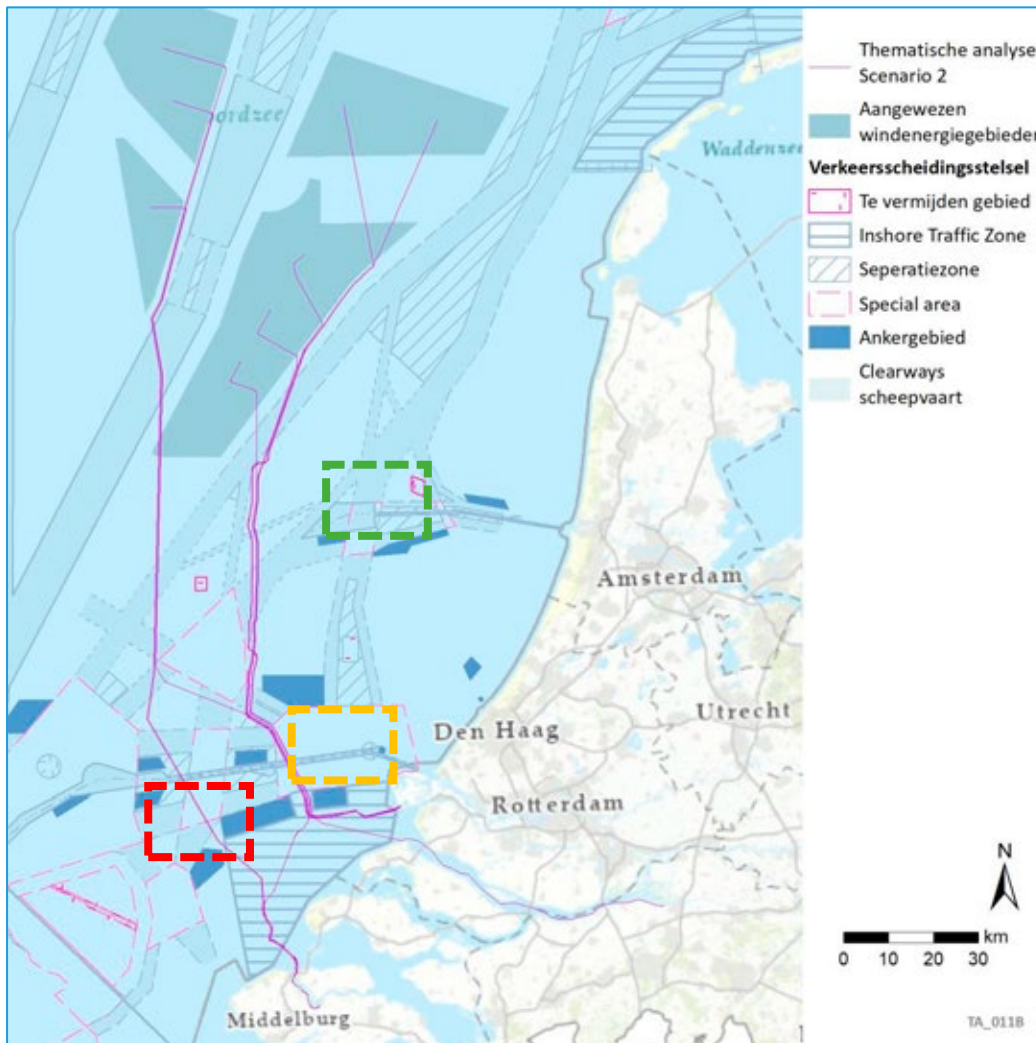 Thematische analyse
Scenario 2
Aangewezen
windenergiegebieden
Verkeersscheidingsstelsel
Te vermijden gebied
Inshore Traffic Zone
Seperatiezone
Special area
Ankergebied
Clearways
scheepvaart
ordzee
Waddenzee
Amsterdam
Utrecht
Den Haag
Rotterdam
Middelburg
N
km
0 10 20 30
TA_011B